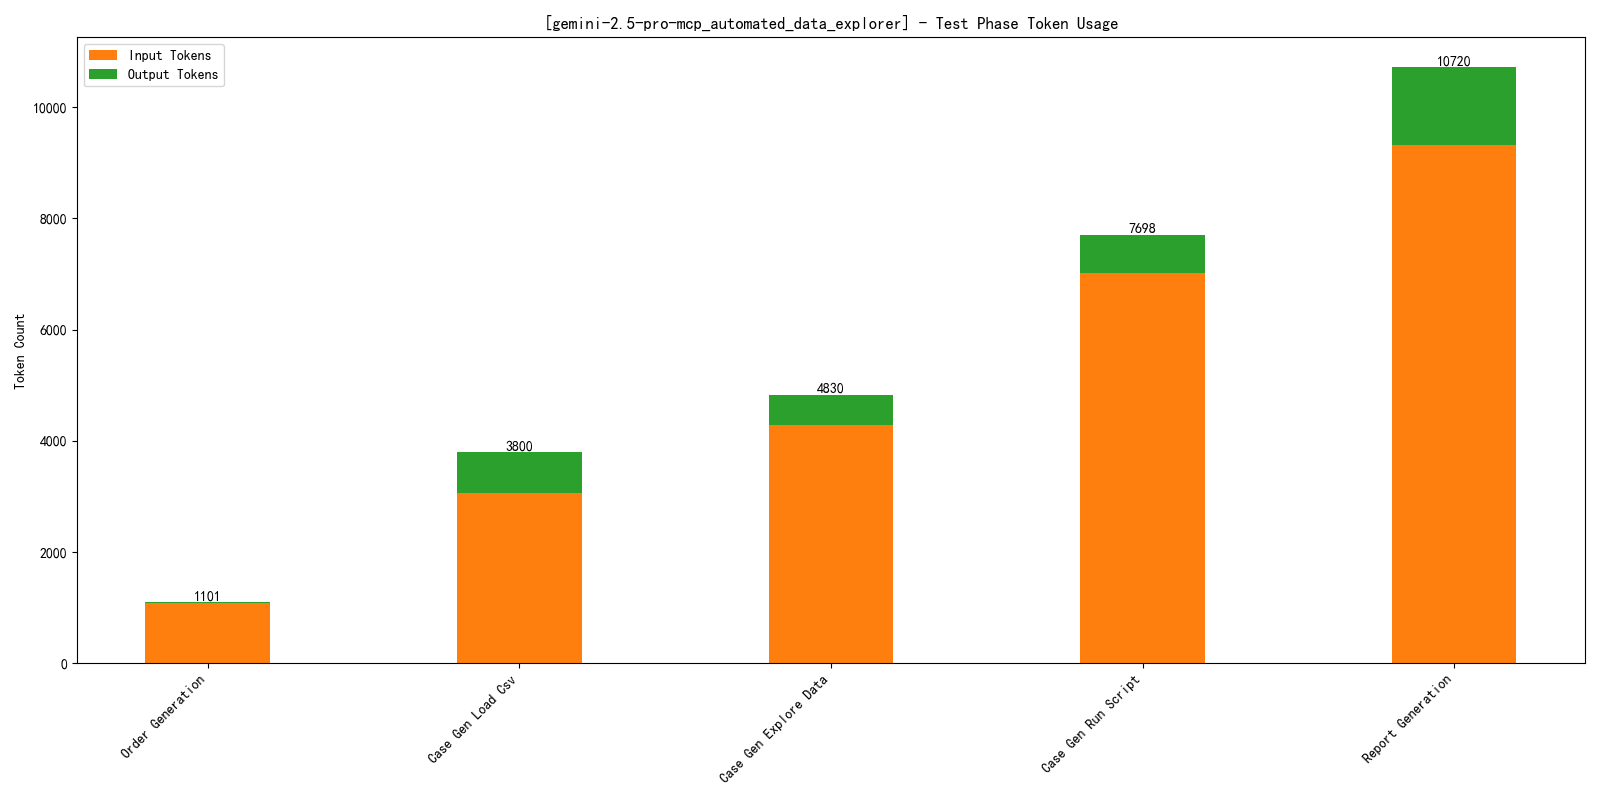 [gemini-2.5-pro-mcp_automated_data_explorer] - Test Phase Token Usage
Input Tokens
Output Tokens
Token Count
10000
8000
6000
4000
2000
0
1101
3800
4830
7698
10720
Order Generation
Case Gen Load Csv
Case Gen Explore Data
Case Gen Run Script
Report Generation